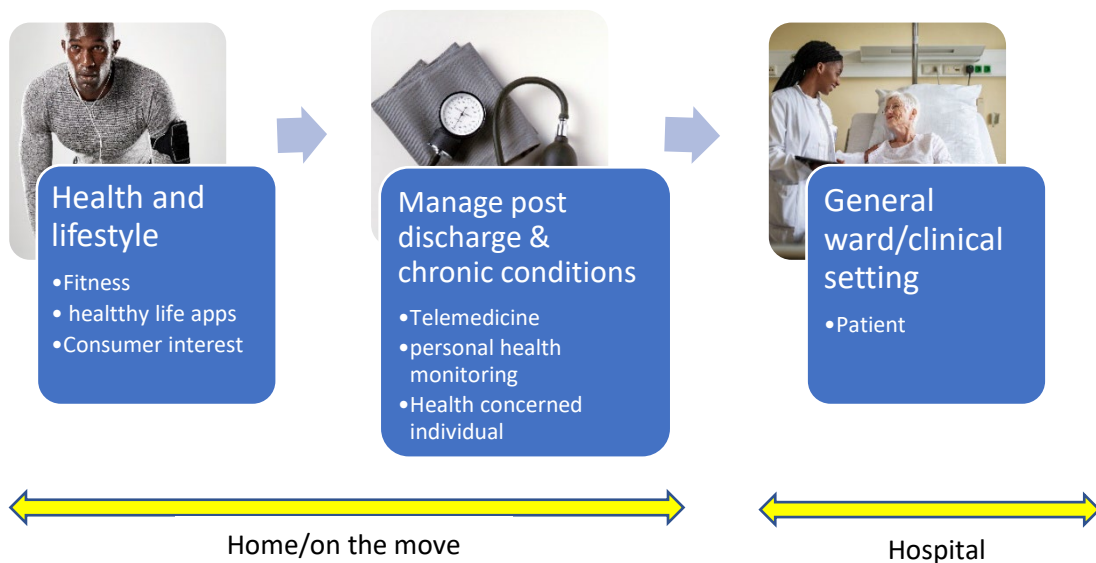 Health and
lifestyle
•Fitness
• healtthy life apps
•Consumer interest
Manage post
discharge &
chronic conditions
•Telemedicine
•personal health
monitoring
•Health concerned
individual
General
ward/clinical
setting
•Patient
Home/on the move
Hospital